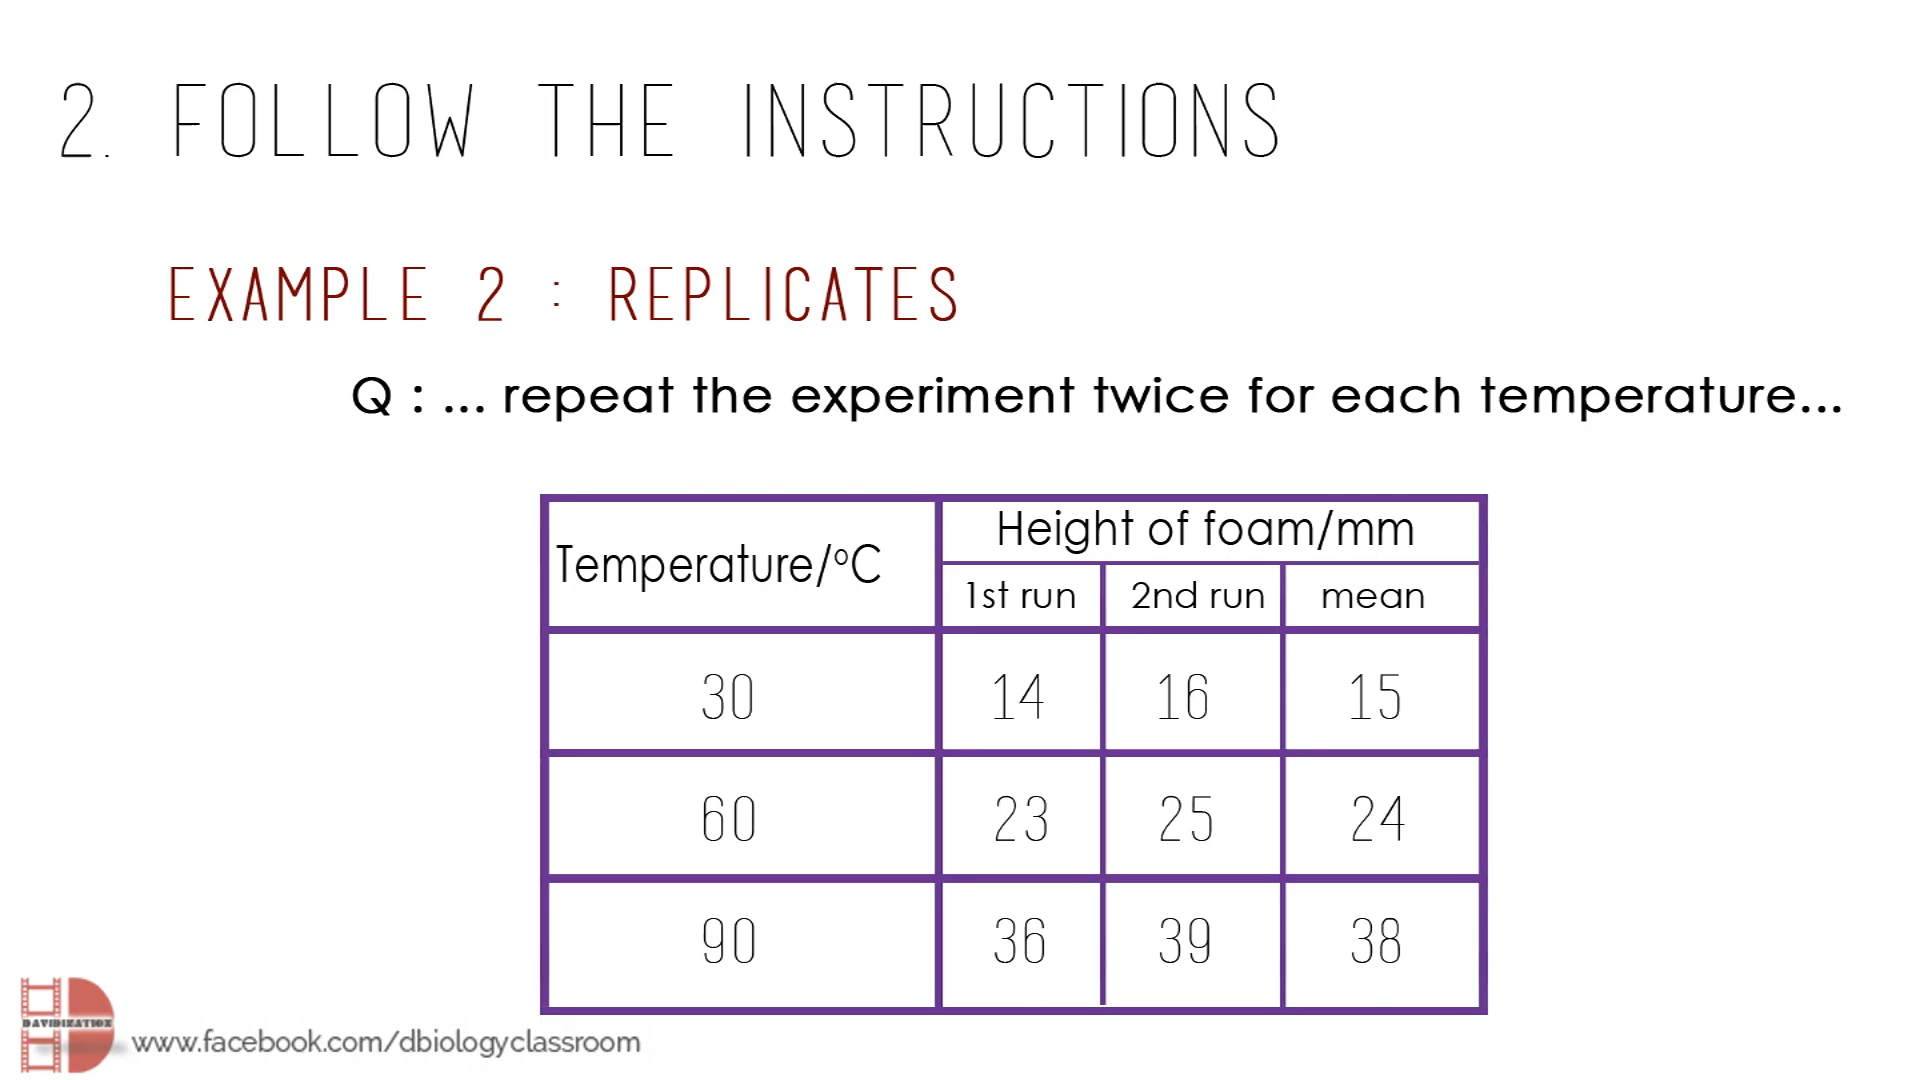 2. FOLLOW THE INSTRUCTIONS
EXAMPLE 2 : REPLICATES
Q : ... repeat the experiment twice for each temperature...
Temperature/°C
Height of foam/mm
1st run 2nd run mean
30 14 16 15
60 23 25 24
90 36 39 38
DAVIDIZATION
www.facebook.com/dbiologyclassroom